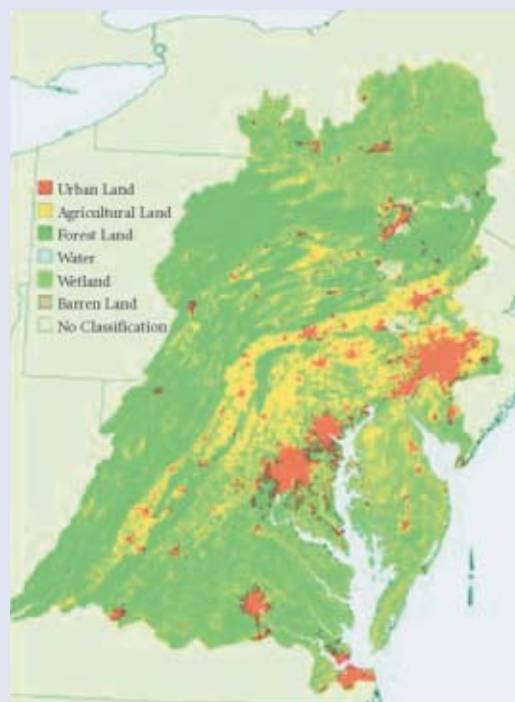 Urban Land
Agricultural Land
Forest Land
Water
Wetland
Barren Land
No Classification